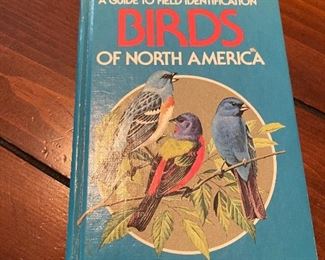 A GUIDE TO FIELD IDENTIFICATION
BIRDS
OF NORTH AMERICA